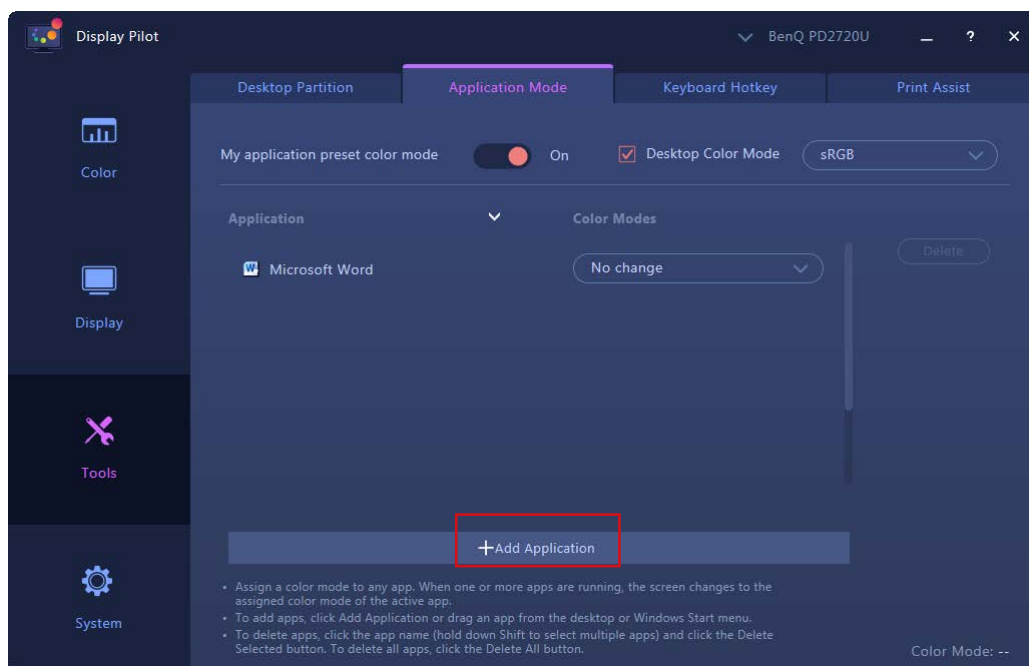 Display Pilot
BenQ PD2720U
?
Desktop Partition
Application Mode
Keyboard Hotkey
Print Assist
Color
My application preset color mode
On
Desktop Color Mode
sRGB
Application
Color Modes
W
Microsoft Word
No change
Delete
Display
Tools
+Add Application
• Assign a color mode to any app. When one or more apps are running, the screen changes to the
assigned color mode of the active app.
• To add apps, click Add Application or drag an app from the desktop or Windows Start menu.
• To delete apps, click the app name (hold down Shift to select multiple apps) and click the Delete
Selected button. To delete all apps, click the Delete All button.
System
Color Mode: --